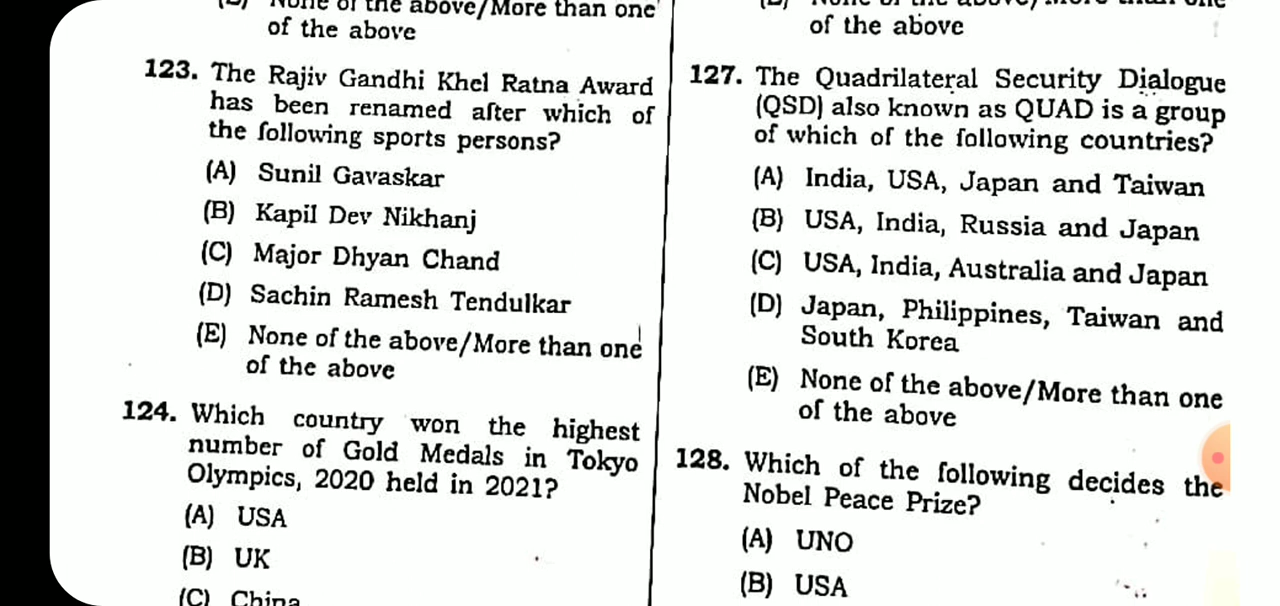 None of the above/More than one
of the above
123. The Rajiv Gandhi Khel Ratna Award
has been renamed after which of
the following sports persons?
(A) Sunil Gavaskar
(B) Kapil Dev Nikhanj
(C) Major Dhyan Chand
(D) Sachin Ramesh Tendulkar
(E) None of the above/More than one
of the above
124. Which country won the highest
number of Gold Medals in Tokyo
Olympics, 2020 held in 2021?
(A) USA
(B) UK
(C) China
of the above
127. The Quadrilateral Security Dialogue
(QSD) also known as QUAD is a group
of which of the following countries?
(A) India, USA, Japan and Taiwan
(B) USA, India, Russia and Japan
(C) USA, India, Australia and Japan
(D) Japan, Philippines, Taiwan and
South Korea
(E) None of the above/More than one
of the above
128. Which of the following decides the
Nobel Peace Prize?
(A) UNO
(B) USA